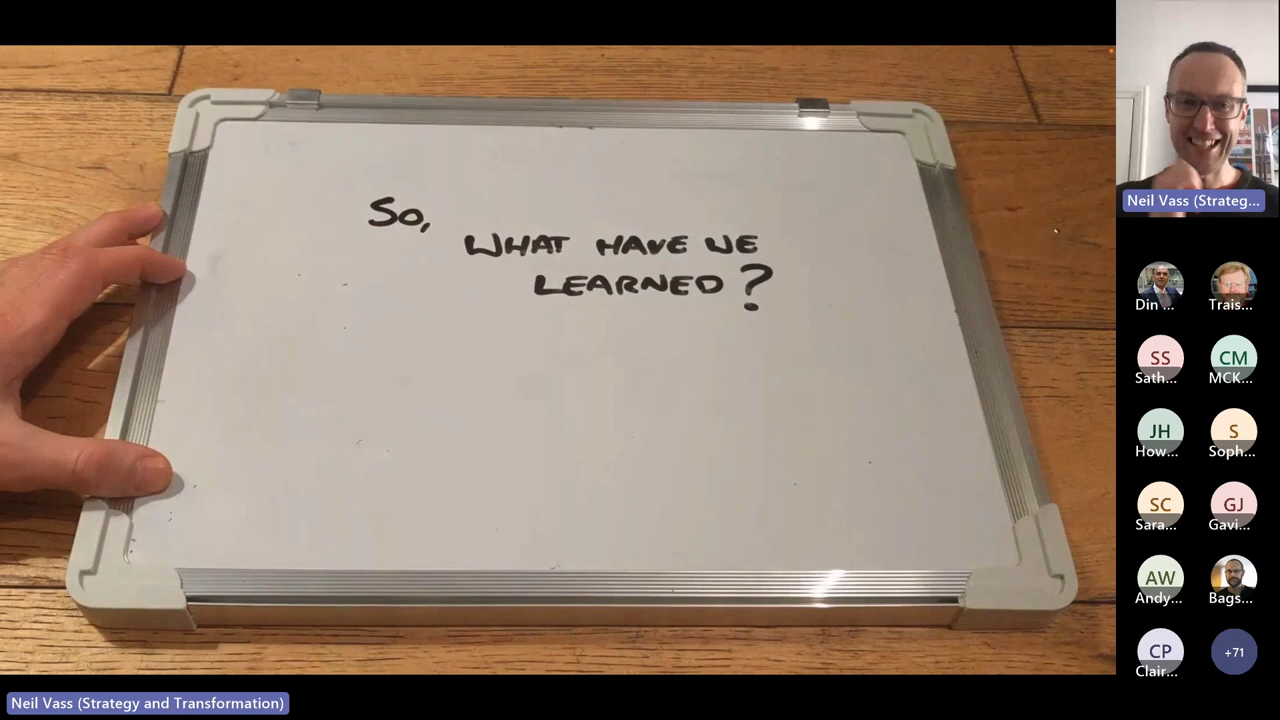 So,
WHAT HAVE WE
LEARNED?
Neil Vass (Strateg...
Din ...
Trais...
SS
Sath...
CM
MCK...
JH
How...
S
Soph...
SC
Sara...
GJ
Gavi...
AW
Andy...
Bags...
CP
Clair...
+71
Neil Vass (Strategy and Transformation)